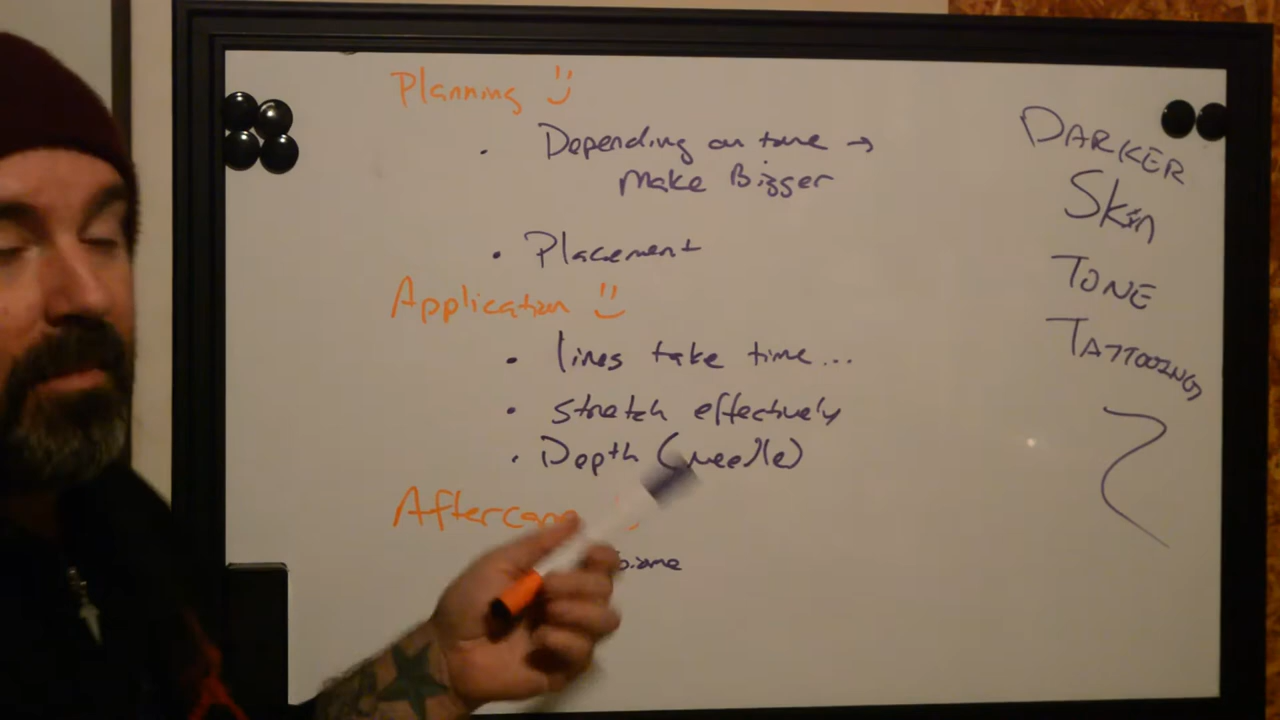 Planning
• Depending on tone →
Make Bigger
• Placement
Application
• lines take time...
• stretch effectively
• Depth (needle)
DARKER
Skin
TONE
TATTOOING